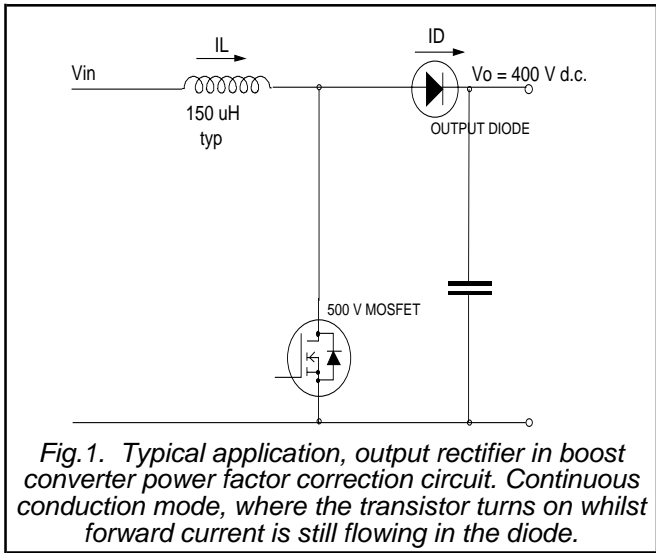 IL
ID
Vin
Vo = 400 V d.c.
150 uH
typ
OUTPUT DIODE
500 V MOSFET
Fig.1. Typical application, output rectifier in boost
converter power factor correction circuit. Continuous
conduction mode, where the transistor turns on whilst
forward current is still flowing in the diode.